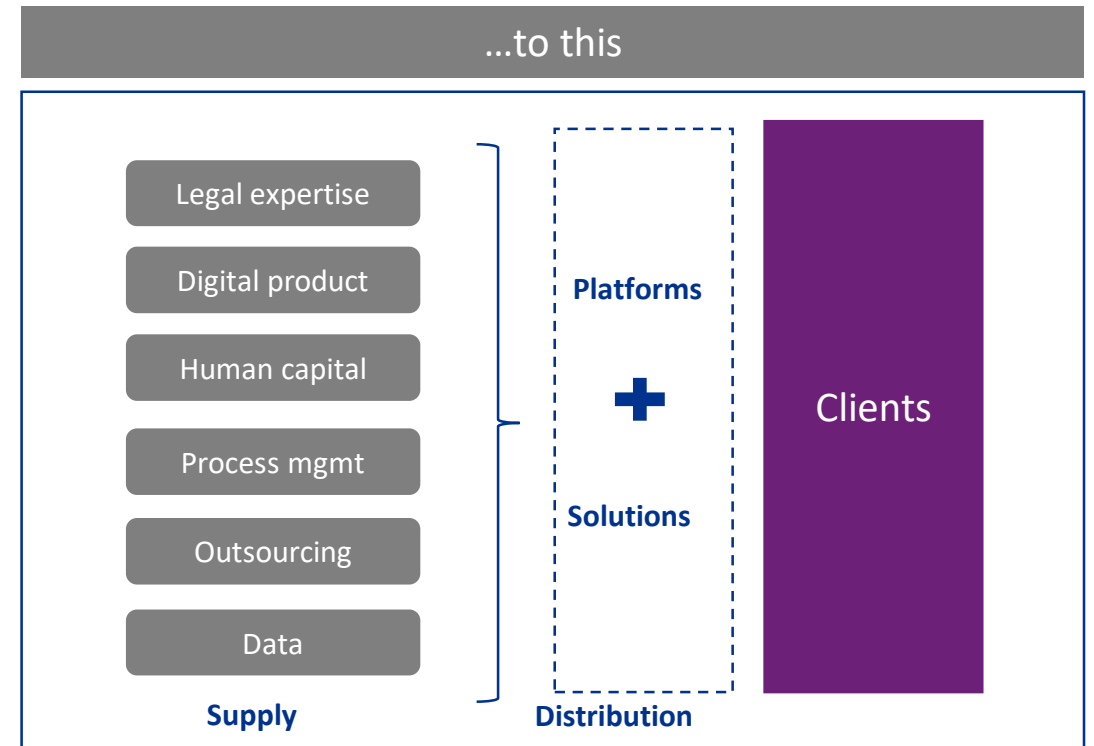 …to this
Legal expertise
Digital product
Human capital
Process mgmt
Outsourcing
Data
Supply
Platforms
Solutions
Distribution
Clients